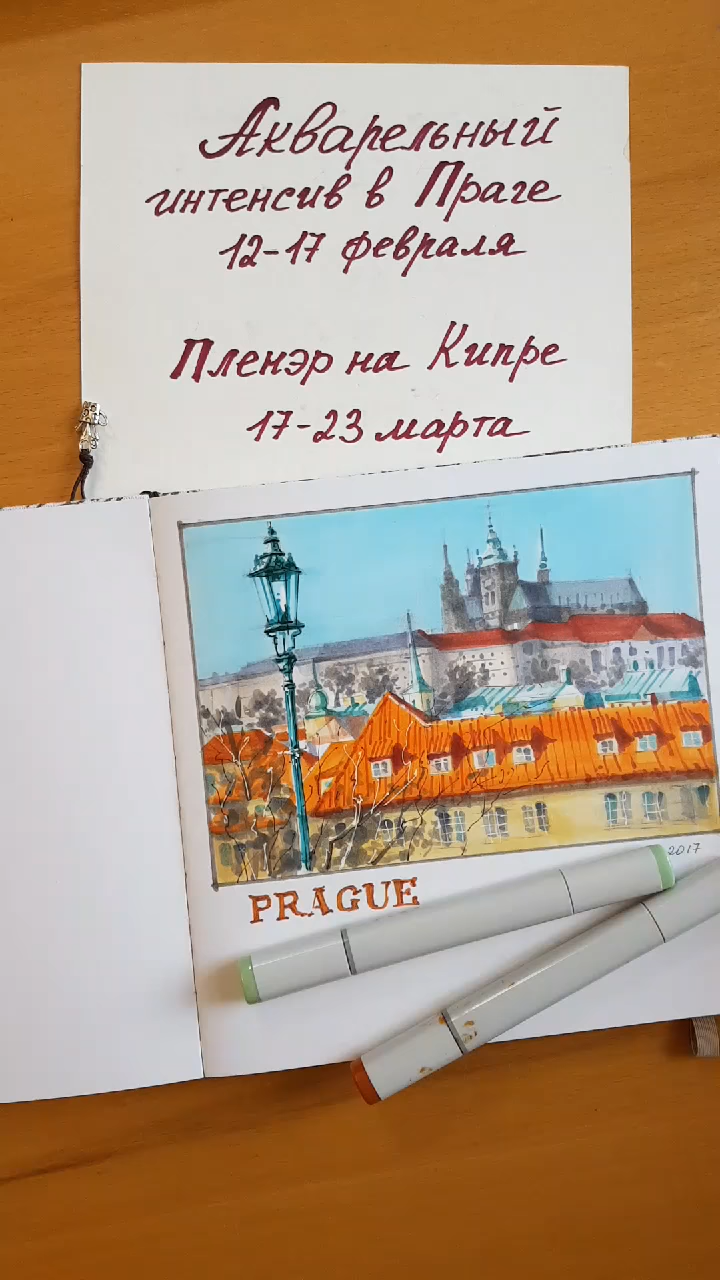 Акварельный
интенсив в Праге
12-17 февраля
Пленэр на Кипре
17-23 марта
2017
PRAGUE